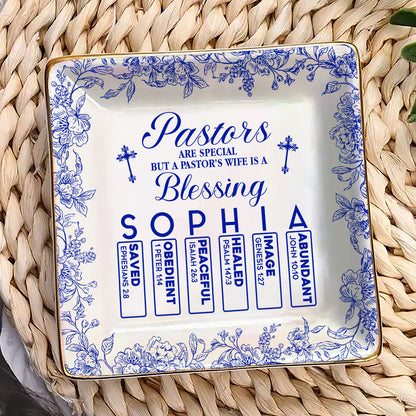 Pastors
ARE SPECIAL
BUT A PASTOR'S WIFE IS A
Blessing
SOPHIA
SAVED
EPHESIANS 2:8
OBEDIENT
1 PETER 1:14
PEACEFUL
ISAIAH 26:3
HEALED
PSALM 147:3
IMAGE
GENESIS 1:27
ABUNDANT
JOHN 10:10